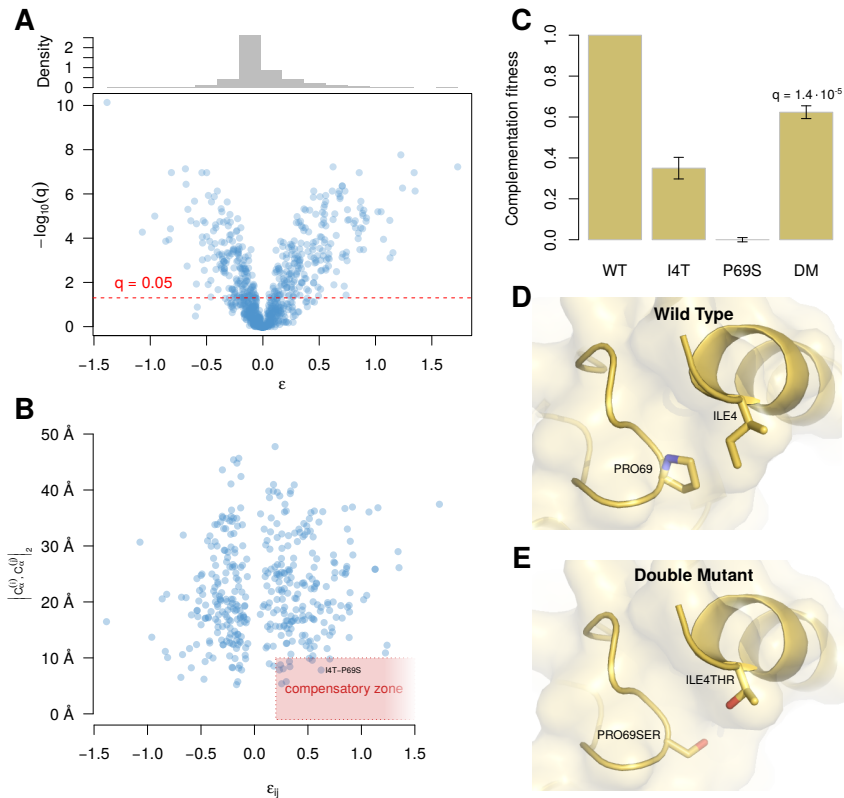 A
Density
2
1
0
10
8
6
4
2
0
−log10(q)
q = 0.05
−1.5 −1.0 −0.5 0.0 0.5 1.0 1.5
ε
B
50 Å
40 Å
30 Å
20 Å
10 Å
0 Å
|C_α^(i), C_α^(j)|_2
I4T−P69S
compensatory zone
−1.5 −1.0 −0.5 0.0 0.5 1.0 1.5
ε_ij
C
Complementation fitness
1.0
0.8
0.6
0.4
0.2
0.0
q = 1.4 · 10^-5
WT I4T P69S DM
D
Wild Type
ILE4
PRO69
E
Double Mutant
ILE4THR
PRO69SER